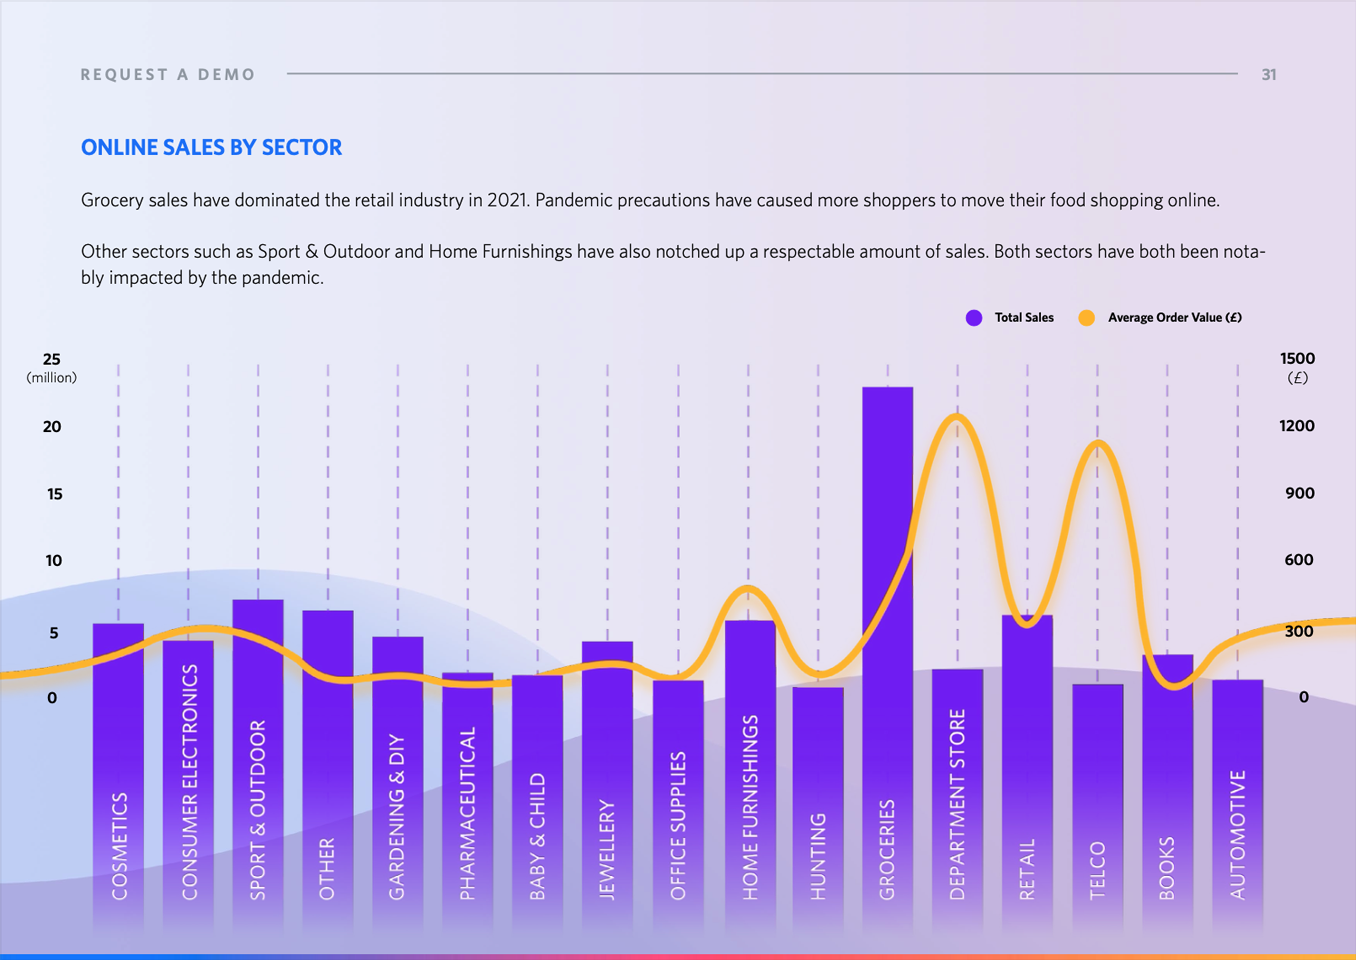 REQUEST A DEMO
31
ONLINE SALES BY SECTOR
Grocery sales have dominated the retail industry in 2021. Pandemic precautions have caused more shoppers to move their food shopping online.
Other sectors such as Sport & Outdoor and Home Furnishings have also notched up a respectable amount of sales. Both sectors have both been nota-
bly impacted by the pandemic.
Total Sales
Average Order Value (£)
25
(million)
20
15
10
5
0
1500
(£)
1200
900
600
300
0
COSMETICS
CONSUMER ELECTRONICS
SPORT & OUTDOOR
OTHER
GARDENING & DIY
PHARMACEUTICAL
BABY & CHILD
JEWELLERY
OFFICE SUPPLIES
HOME FURNISHINGS
HUNTING
GROCERIES
DEPARTMENT STORE
RETAIL
TELCO
BOOKS
AUTOMOTIVE